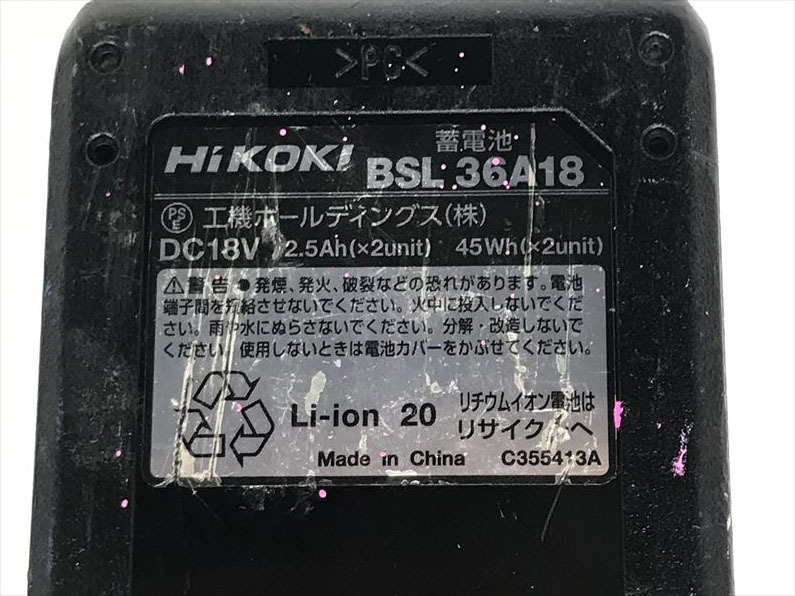 >PC<
蓄電池
HiKOKI BSL 36A18
PSE 工機ホールディングス(株)
DC18V 2.5Ah(×2unit) 45Wh(×2unit)
⚠警告 ●発煙、発火、破裂などの恐れがあります。電池
端子間を短絡させないでください。火中に投入しないでくだ
さい。雨や水にぬらさないでください。分解・改造しないで
ください。使用しないときは電池カバーをかぶせてください。
Li-ion 20
リチウムイオン電池は
リサイクルへ
Made in China C355413A